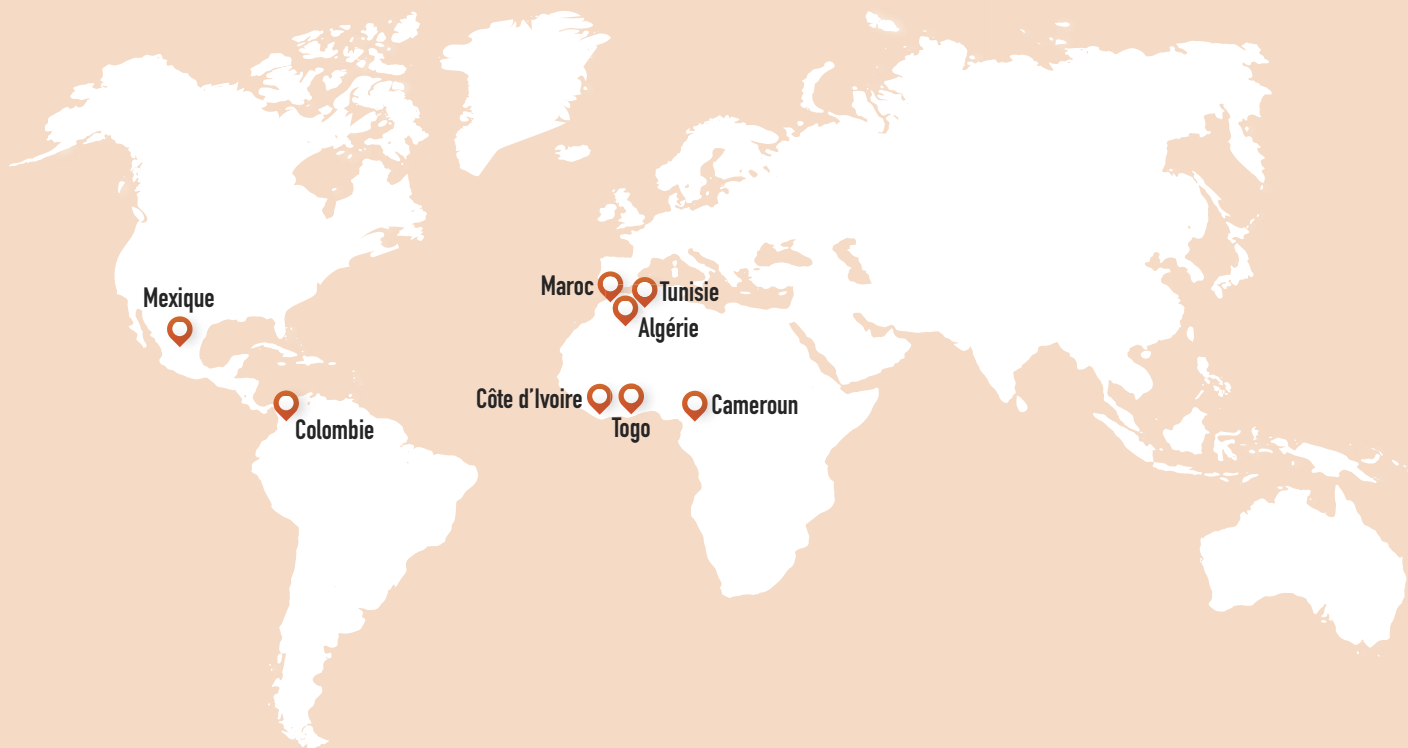 Maroc
Tunisie
Mexique
Algérie
Côte d’Ivoire
Cameroun
Togo
Colombie